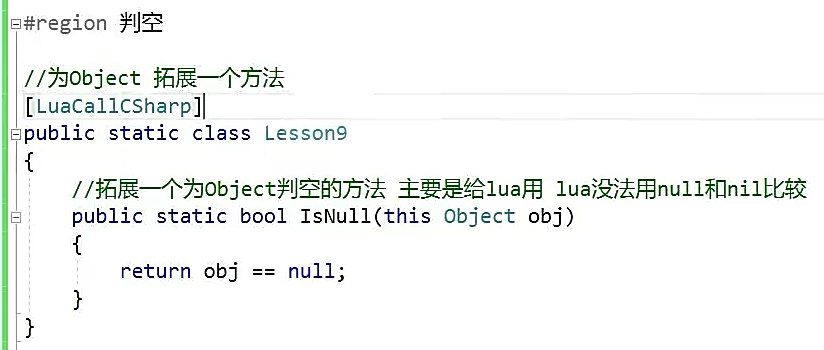 #region 判空
//为Object 拓展一个方法
[LuaCallCSharp]
public static class Lesson9
{
//拓展一个为Object判空的方法 主要是给lua用 lua没法用null和nil比较
public static bool IsNull(this Object obj)
{
return obj == null;
}
}